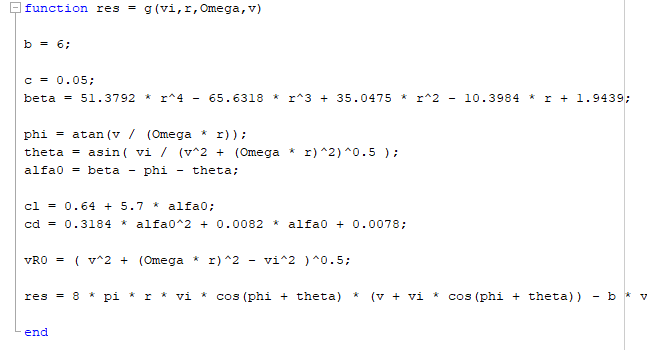 function res = g(vi,r,Omega,v)
b = 6;
c = 0.05;
beta = 51.3792 * r^4 - 65.6318 * r^3 + 35.0475 * r^2 - 10.3984 * r + 1.9439;
phi = atan(v / (Omega * r));
theta = asin( vi / (v^2 + (Omega * r)^2)^0.5 );
alfa0 = beta - phi - theta;
cl = 0.64 + 5.7 * alfa0;
cd = 0.3184 * alfa0^2 + 0.0082 * alfa0 + 0.0078;
vR0 = ( v^2 + (Omega * r)^2 - vi^2 )^0.5;
res = 8 * pi * r * vi * cos(phi + theta) * (v + vi * cos(phi + theta)) - b * v
end